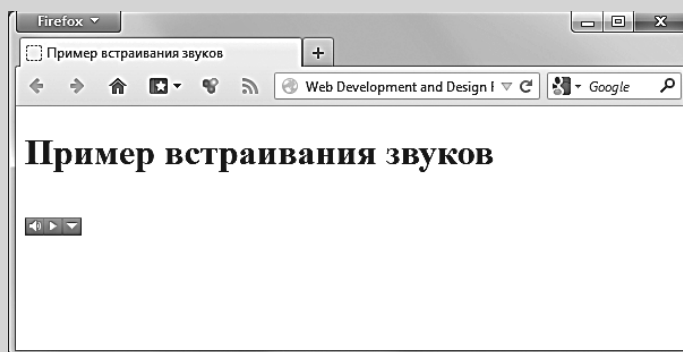 Firefox
Пример встраивания звуков
Web Development and Design F
Google
Пример встраивания звуков